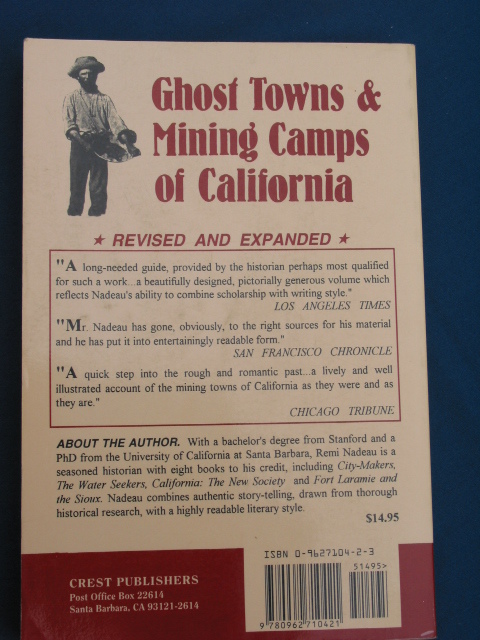 Ghost Towns &
Mining Camps
of California
★ REVISED AND EXPANDED ★
"A long-needed guide, provided by the historian perhaps most qualified
for such a work...a beautifully designed, pictorially generous volume which
reflects Nadeau's ability to combine scholarship with writing style."
LOS ANGELES TIMES
"Mr. Nadeau has gone, obviously, to the right sources for his material
and he has put it into entertainingly readable form."
SAN FRANCISCO CHRONICLE
"A quick step into the rough and romantic past...a lively and well
illustrated account of the mining towns of California as they were and as
they are."
CHICAGO TRIBUNE
ABOUT THE AUTHOR. With a bachelor's degree from Stanford and a
PhD from the University of California at Santa Barbara, Remi Nadeau is a
seasoned historian with eight books to his credit, including City-Makers,
The Water Seekers, California: The New Society and Fort Laramie and
the Sioux. Nadeau combines authentic story-telling, drawn from thorough
historical research, with a highly readable literary style.
$14.95
CREST PUBLISHERS
Post Office Box 22614
Santa Barbara, CA 93121-2614
ISBN 0-9627104-2-3
51495>
9 780962 710421